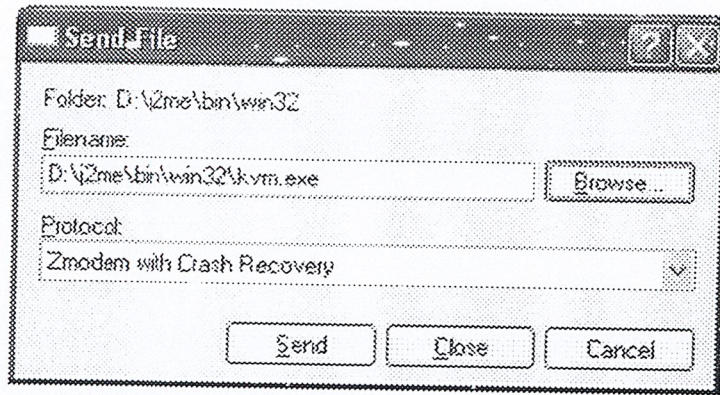 Send File
Folder: D:\j2me\bin\win32
Filename:
D:\j2me\bin\win32\kvm.exe
Browse...
Protocol:
Zmodem with Crash Recovery
Send Close Cancel